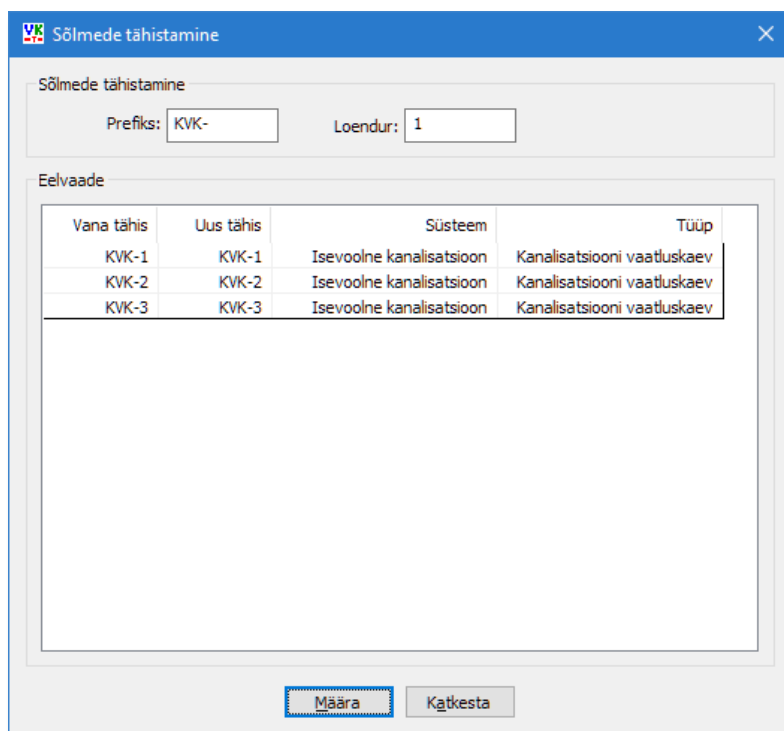 VK
-T-
Sõlmede tähistamine
Sõlmede tähistamine
Prefiks: KVK- Loendur: 1
Eelvaade
Vana tähis Uus tähis Süsteem Tüüp
KVK-1 KVK-1 Isevoolne kanalisatsioon Kanalisatsiooni vaatluskaev
KVK-2 KVK-2 Isevoolne kanalisatsioon Kanalisatsiooni vaatluskaev
KVK-3 KVK-3 Isevoolne kanalisatsioon Kanalisatsiooni vaatluskaev
Määra Katkesta